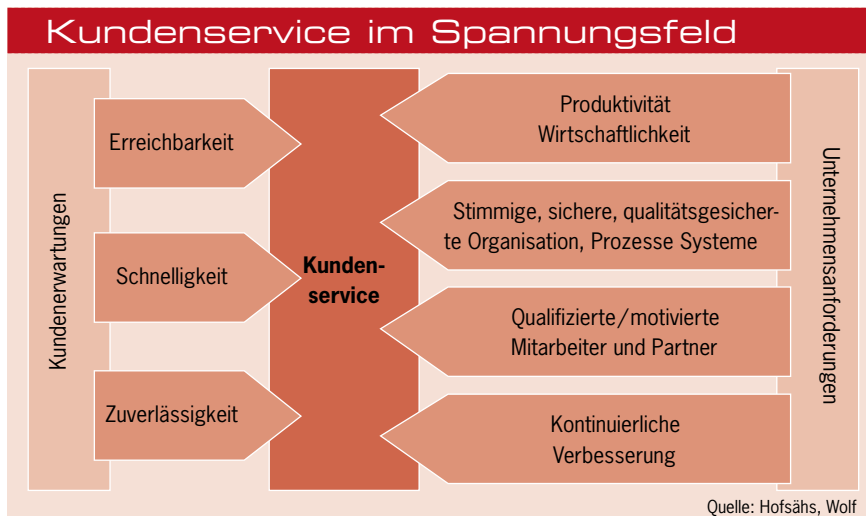 Kundenservice im Spannungsfeld
Kundenerwartungen
Erreichbarkeit
Schnelligkeit
Zuverlässigkeit
Kunden-
service
Produktivität
Wirtschaftlichkeit
Stimmige, sichere, qualitätsgesicher-
te Organisation, Prozesse Systeme
Qualifizierte/motivierte
Mitarbeiter und Partner
Kontinuierliche
Verbesserung
Unternehmensanforderungen
Quelle: Hofsähs, Wolf